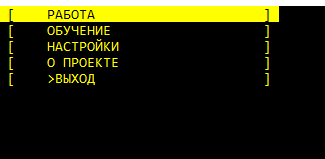 [    РАБОТА                     ]
[    ОБУЧЕНИЕ                   ]
[    НАСТРОЙКИ                  ]
[    О ПРОЕКТЕ                  ]
[    >ВЫХОД                     ]